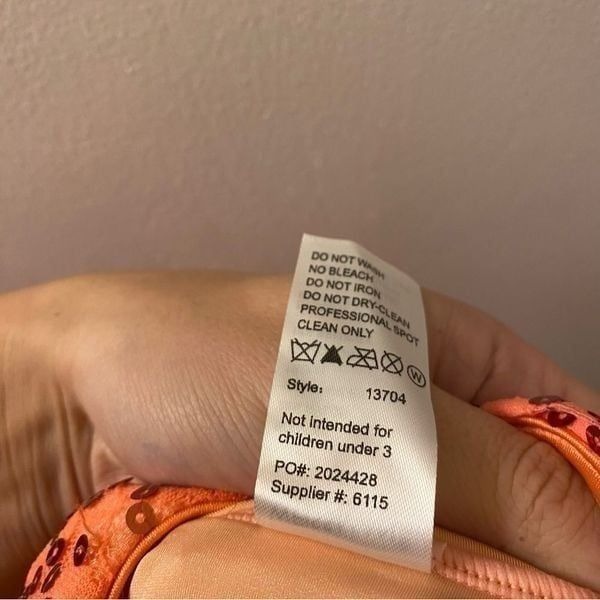 DO NOT WASH
NO BLEACH
DO NOT IRON
DO NOT DRY-CLEAN
PROFESSIONAL SPOT
CLEAN ONLY
W
Style: 13704
Not intended for
children under 3
PO#: 2024428
Supplier #: 6115